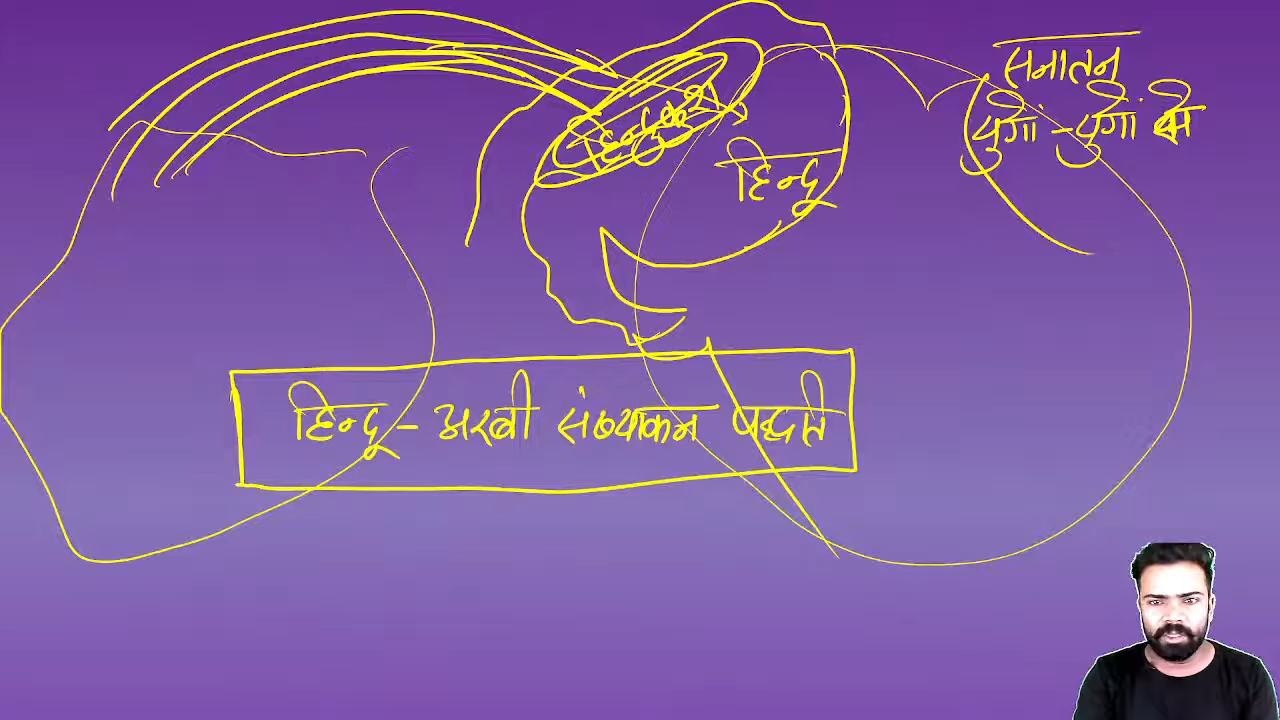 सनातन
युगों-युगों से
हिन्दू
हिन्दू-अरबी संख्याकन पद्धति